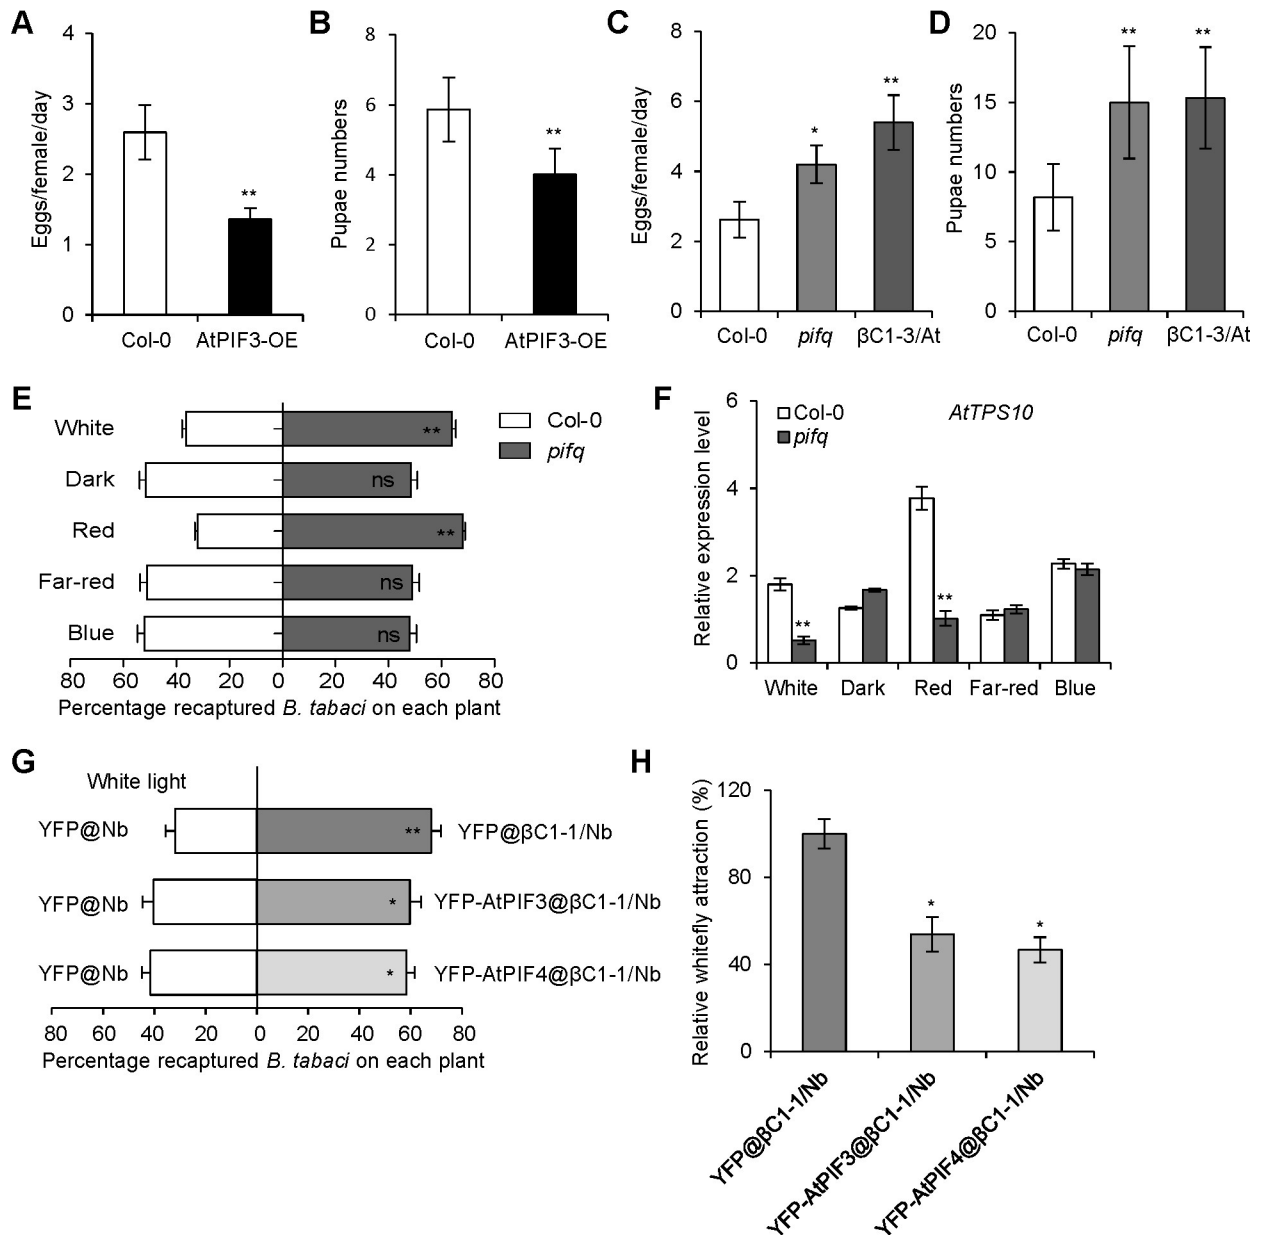 A
4
3
2
1
0
Eggs/female/day
**
Col-0
AtPIF3-OE
B
8
6
4
2
0
Pupae numbers
**
Col-0
AtPIF3-OE
C
8
6
4
2
0
Eggs/female/day
*
**
Col-0
pifq
βC1-3/At
D
20
15
10
5
0
Pupae numbers
**
**
Col-0
pifq
βC1-3/At
E
White
**
Dark
ns
Red
**
Far-red
ns
Blue
ns
80 60 40 20 0 20 40 60 80
Percentage recaptured B. tabaci on each plant
Col-0
pifq
F
6
4
2
0
Relative expression level
Col-0
pifq
AtTPS10
**
**
White Dark Red Far-red Blue
G
White light
YFP@Nb ** YFP@βC1-1/Nb
YFP@Nb * YFP-AtPIF3@βC1-1/Nb
YFP@Nb * YFP-AtPIF4@βC1-1/Nb
80 60 40 20 0 20 40 60 80
Percentage recaptured B. tabaci on each plant
H
120
80
40
0
Relative whitefly attraction (%)
*
*
YFP@βC1-1/Nb
YFP-AtPIF3@βC1-1/Nb
YFP-AtPIF4@βC1-1/Nb